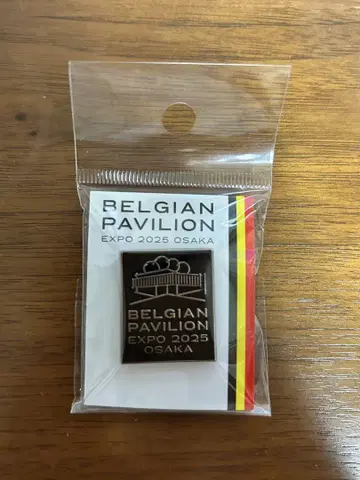 BELGIAN
PAVILION
EXPO 2025 OSAKA
BELGIAN
PAVILION
EXPO 2025
OSAKA